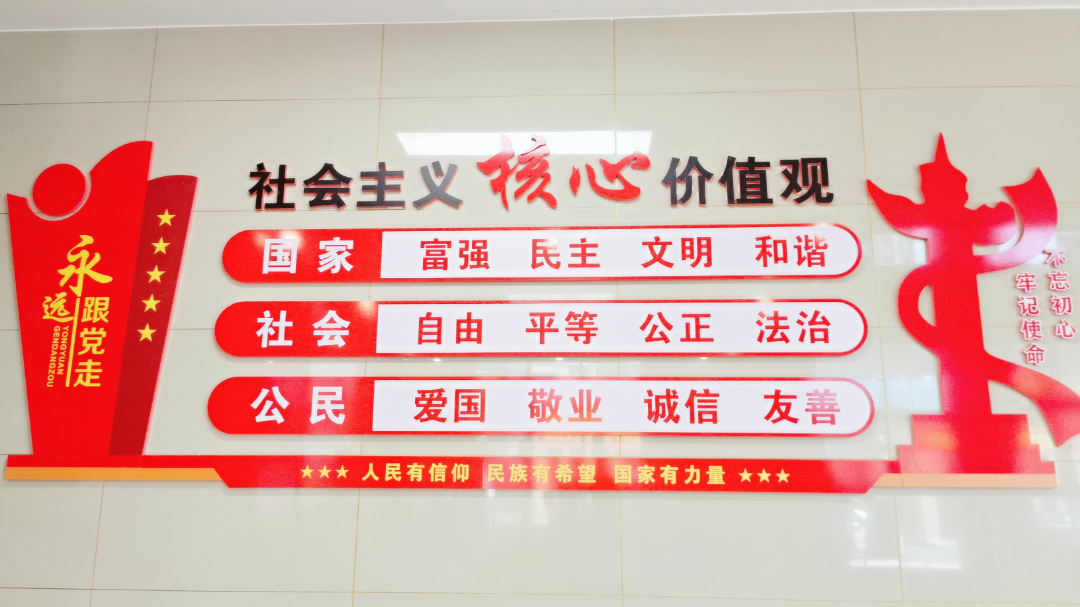 社会主义核心价值观
国家 富强 民主 文明 和谐
社会 自由 平等 公正 法治
公民 爱国 敬业 诚信 友善
★★★ 人民有信仰 民族有希望 国家有力量 ★★★
永远跟党走
YONGYUAN
GENDANGZOU
不忘初心
牢记使命